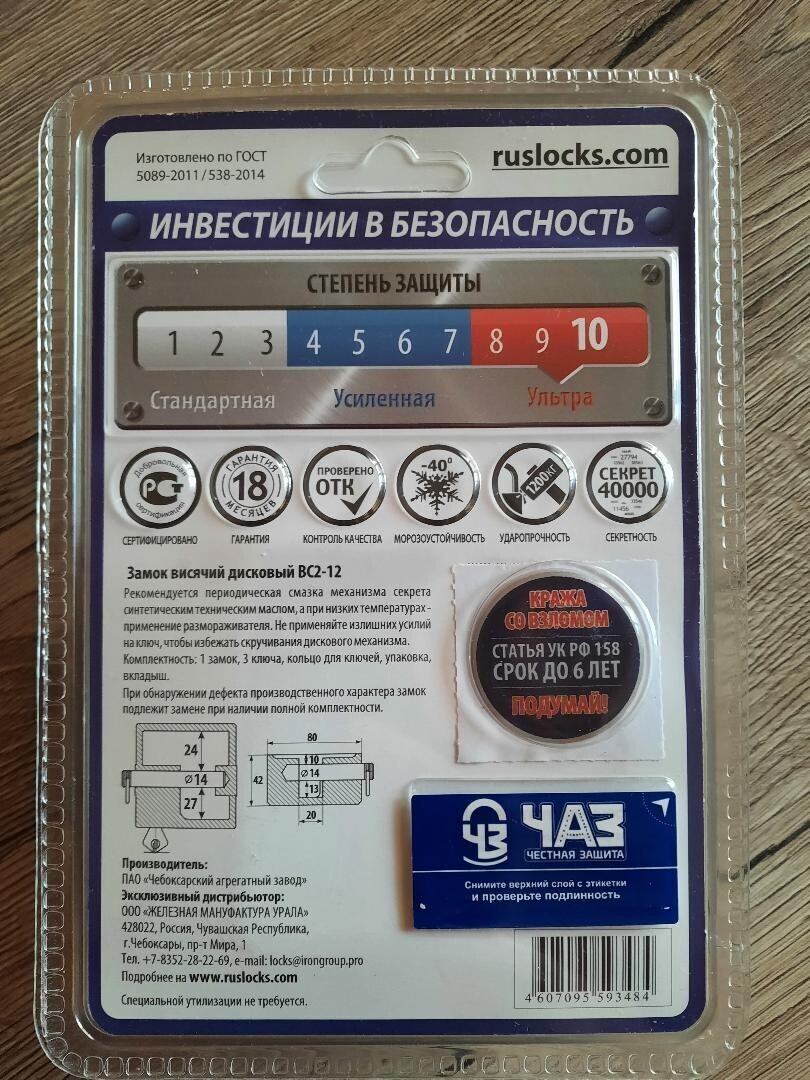 Изготовлено по ГОСТ
5089-2011 / 538-2014
ruslocks.com
ИНВЕСТИЦИИ В БЕЗОПАСНОСТЬ
СТЕПЕНЬ ЗАЩИТЫ
1 2 3 4 5 6 7 8 9 10
Стандартная Усиленная Ультра
Добровольная
РСТ
сертификация
СЕРТИФИЦИРОВАНО
ГАРАНТИЯ
18
МЕСЯЦЕВ
ГАРАНТИЯ
ПРОВЕРЕНО
ОТК
КОНТРОЛЬ КАЧЕСТВА
-40°
МОРОЗОУСТОЙЧИВОСТЬ
1200кг
УДАРОПРОЧНОСТЬ
27794
СЕКРЕТ
40000
11456
СЕКРЕТНОСТЬ
Замок висячий дисковый ВС2-12
Рекомендуется периодическая смазка механизма секрета
синтетическим техническим маслом, а при низких температурах -
применение размораживателя. Не применяйте излишних усилий
на ключ, чтобы избежать скручивания дискового механизма.
Комплектность: 1 замок, 3 ключа, кольцо для ключей, упаковка,
вкладыш.
При обнаружении дефекта производственного характера замок
подлежит замене при наличии полной комплектности.
КРАЖА
СО ВЗЛОМОМ
СТАТЬЯ УК РФ 158
СРОК ДО 6 ЛЕТ
ПОДУМАЙ!
24
Ø14
27
80
10
42
Ø14
13
20
ЧЗ
ЧАЗ
ЧЕСТНАЯ ЗАЩИТА
Снимите верхний слой с этикетки
и проверьте подлинность
Производитель:
ПАО «Чебоксарский агрегатный завод»
Эксклюзивный дистрибьютор:
ООО «ЖЕЛЕЗНАЯ МАНУФАКТУРА УРАЛА»
428022, Россия, Чувашская Республика,
г.Чебоксары, пр-т Мира, 1
Тел. +7-8352-28-22-69, e-mail: locks@irongroup.pro
Подробнее на www.ruslocks.com
Специальной утилизации не требуется.
4 607095 593484